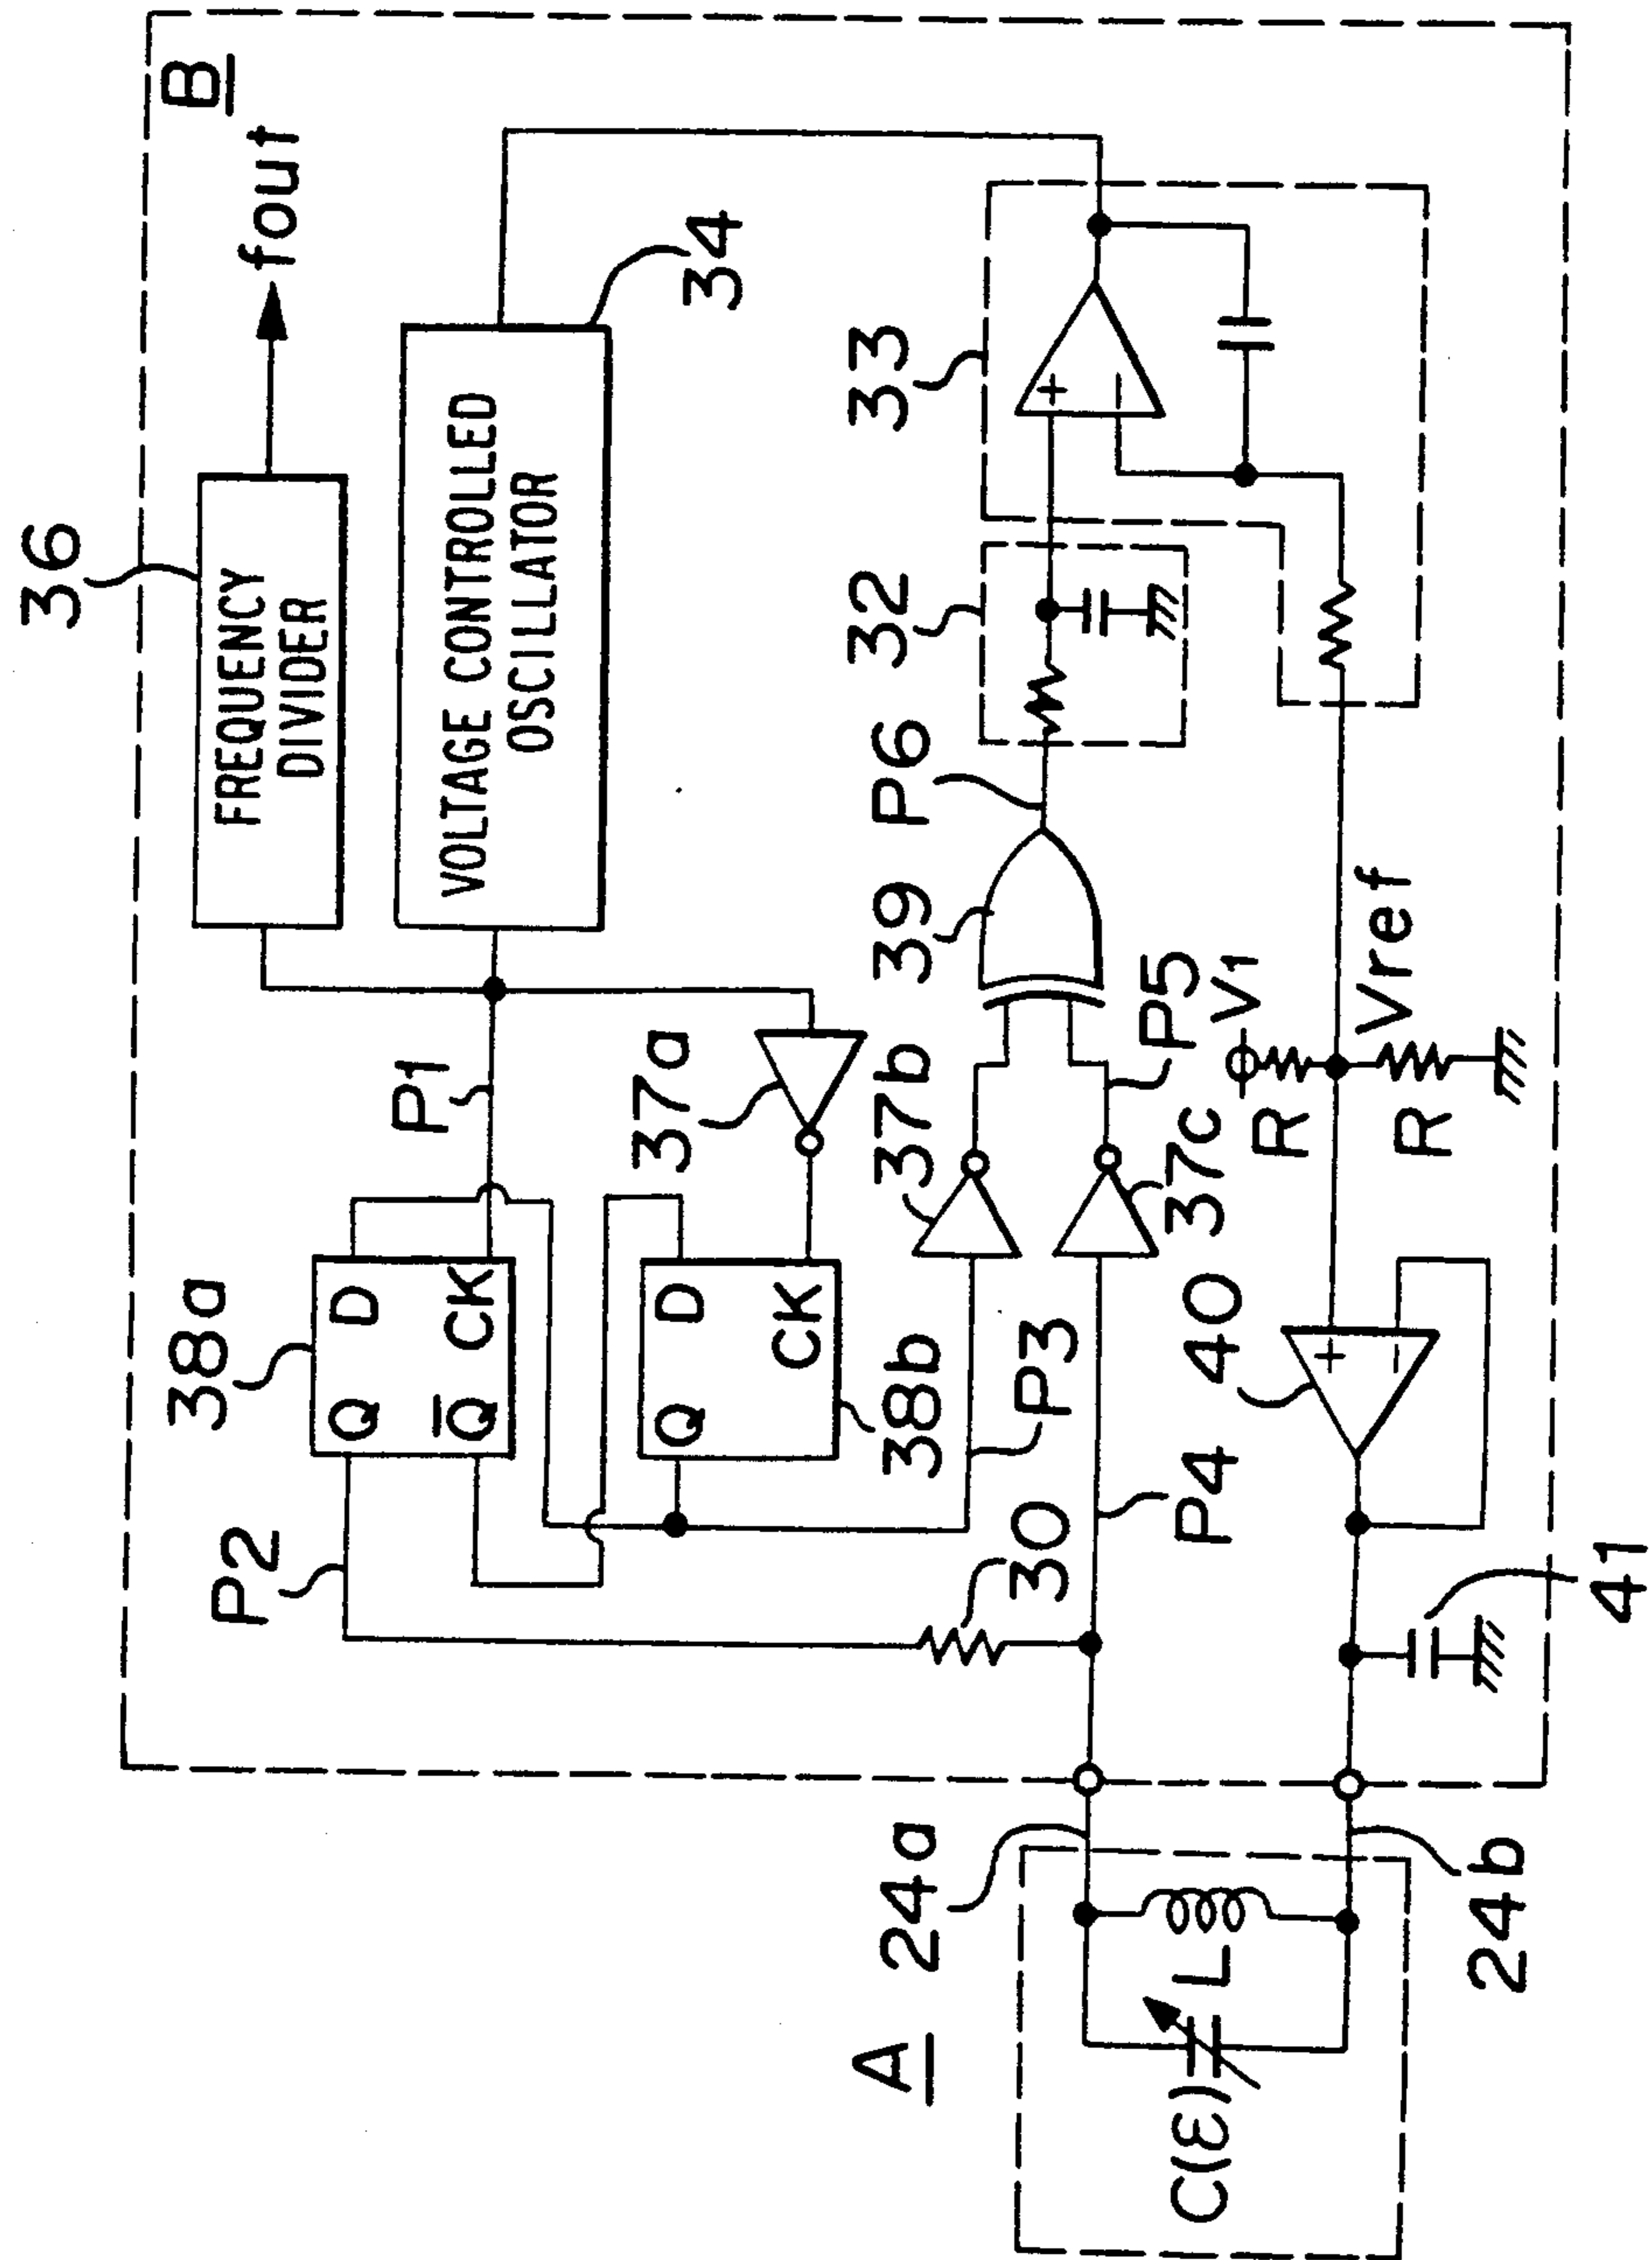 36
B
FREQUENCY
DIVIDER
fout
VOLTAGE CONTROLLED
OSCILLATOR
34
P1
P2
38a
Q D
Q̅ CK
37a
Q D
CK
38b
33
+
−
32
P6
39
37b
P3
P5
37c
30
P4
V1
R
Vref
R
40
+
−
41
24a
A
L
C(ε)
24b